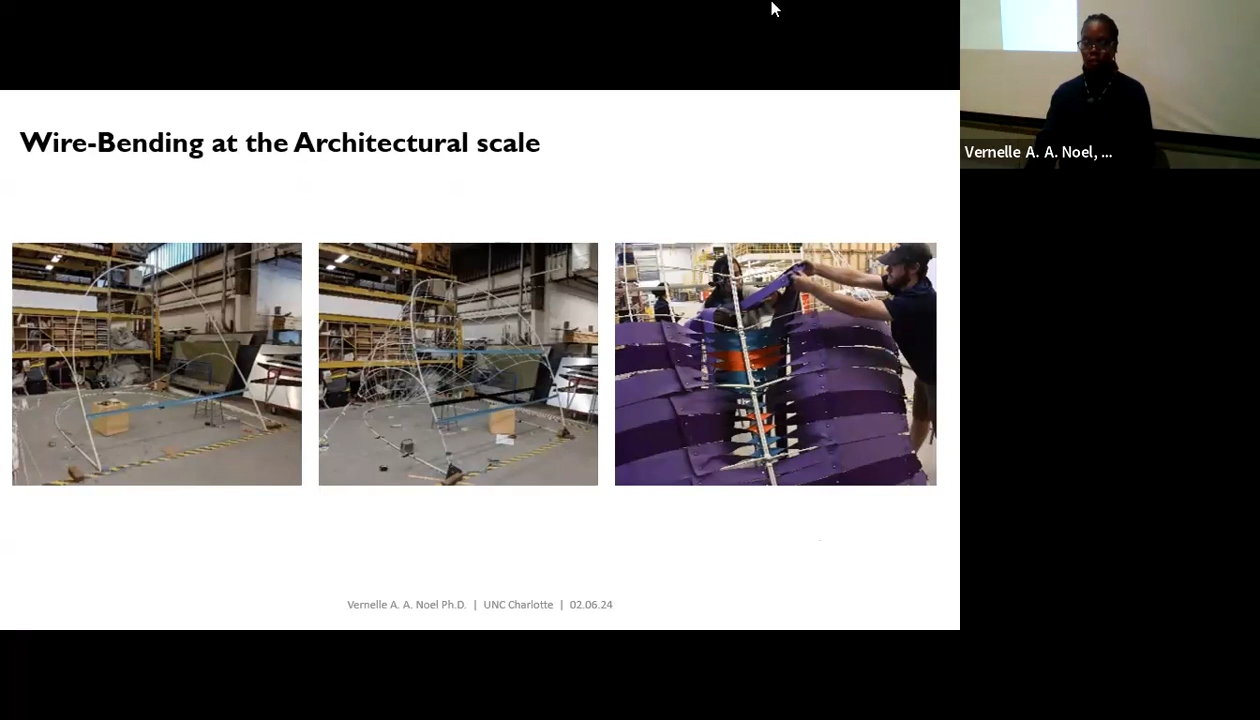 Wire-Bending at the Architectural scale
Vernelle A. A. Noel, ...
Vernelle A. A. Noel Ph.D. | UNC Charlotte | 02.06.24